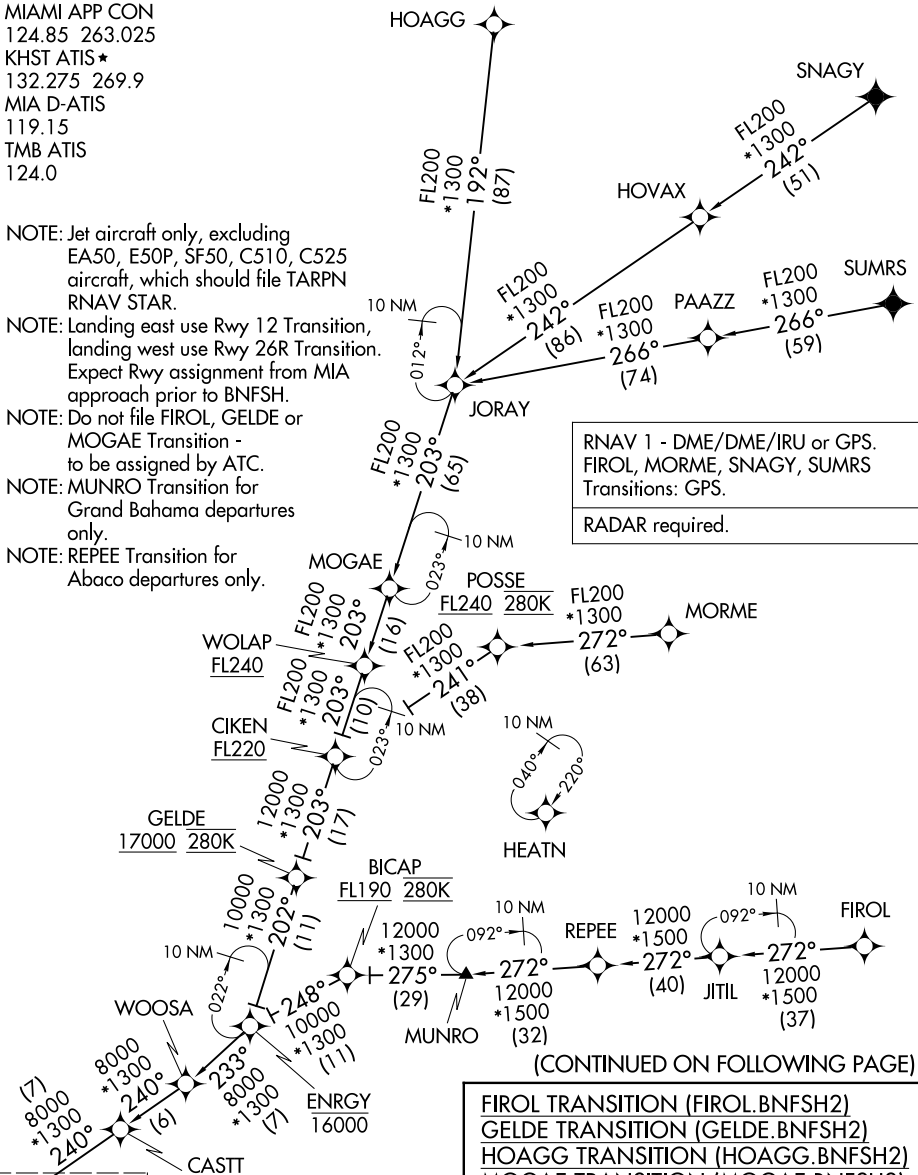 MIAMI APP CON
124.85 263.025
KHST ATIS★
132.275 269.9
MIA D-ATIS
119.15
TMB ATIS
124.0
NOTE: Jet aircraft only, excluding
EA50, E50P, SF50, C510, C525
aircraft, which should file TARPN
RNAV STAR.
NOTE: Landing east use Rwy 12 Transition,
landing west use Rwy 26R Transition.
Expect Rwy assignment from MIA
approach prior to BNFSH.
NOTE: Do not file FIROL, GELDE or
MOGAE Transition -
to be assigned by ATC.
NOTE: MUNRO Transition for
Grand Bahama departures
only.
NOTE: REPEE Transition for
Abaco departures only.
HOAGG
FL200
*1300
192°
(87)
SNAGY
FL200
*1300
242°
(51)
HOVAX
FL200
*1300
242°
(86)
SUMRS
FL200
*1300
266°
(59)
PAAZZ
FL200
*1300
266°
(74)
10 NM
012°
JORAY
FL200
*1300
203°
(65)
RNAV 1 - DME/DME/IRU or GPS.
FIROL, MORME, SNAGY, SUMRS
Transitions: GPS.
RADAR required.
10 NM
023°
MOGAE
FL200
*1300
203°
(16)
WOLAP
FL240
FL200
*1300
203°
(10)
10 NM
023°
POSSE
FL240 280K
FL200
*1300
241°
(38)
MORME
FL200
*1300
272°
(63)
CIKEN
FL220
12000
*1300
203°
(17)
10 NM
040°
220°
HEATN
GELDE
17000 280K
10000
*1300
202°
(11)
BICAP
FL190 280K
12000
*1300
275°
(29)
092°
10 NM
MUNRO
272°
12000
*1500
(32)
REPEE
12000
*1500
272°
(40)
092°
10 NM
JITIL
272°
12000
*1500
(37)
FIROL
248°
10000
*1300
(11)
10 NM
022°
ENRGY
16000
WOOSA
233°
8000
*1300
(7)
8000
*1300
240°
(6)
CASTT
(7)
8000
*1300
240°
(CONTINUED ON FOLLOWING PAGE)
FIROL TRANSITION (FIROL.BNFSH2)
GELDE TRANSITION (GELDE.BNFSH2)
HOAGG TRANSITION (HOAGG.BNFSH2)
MOGAE TRANSITION (MOGAE.BNFSH2)